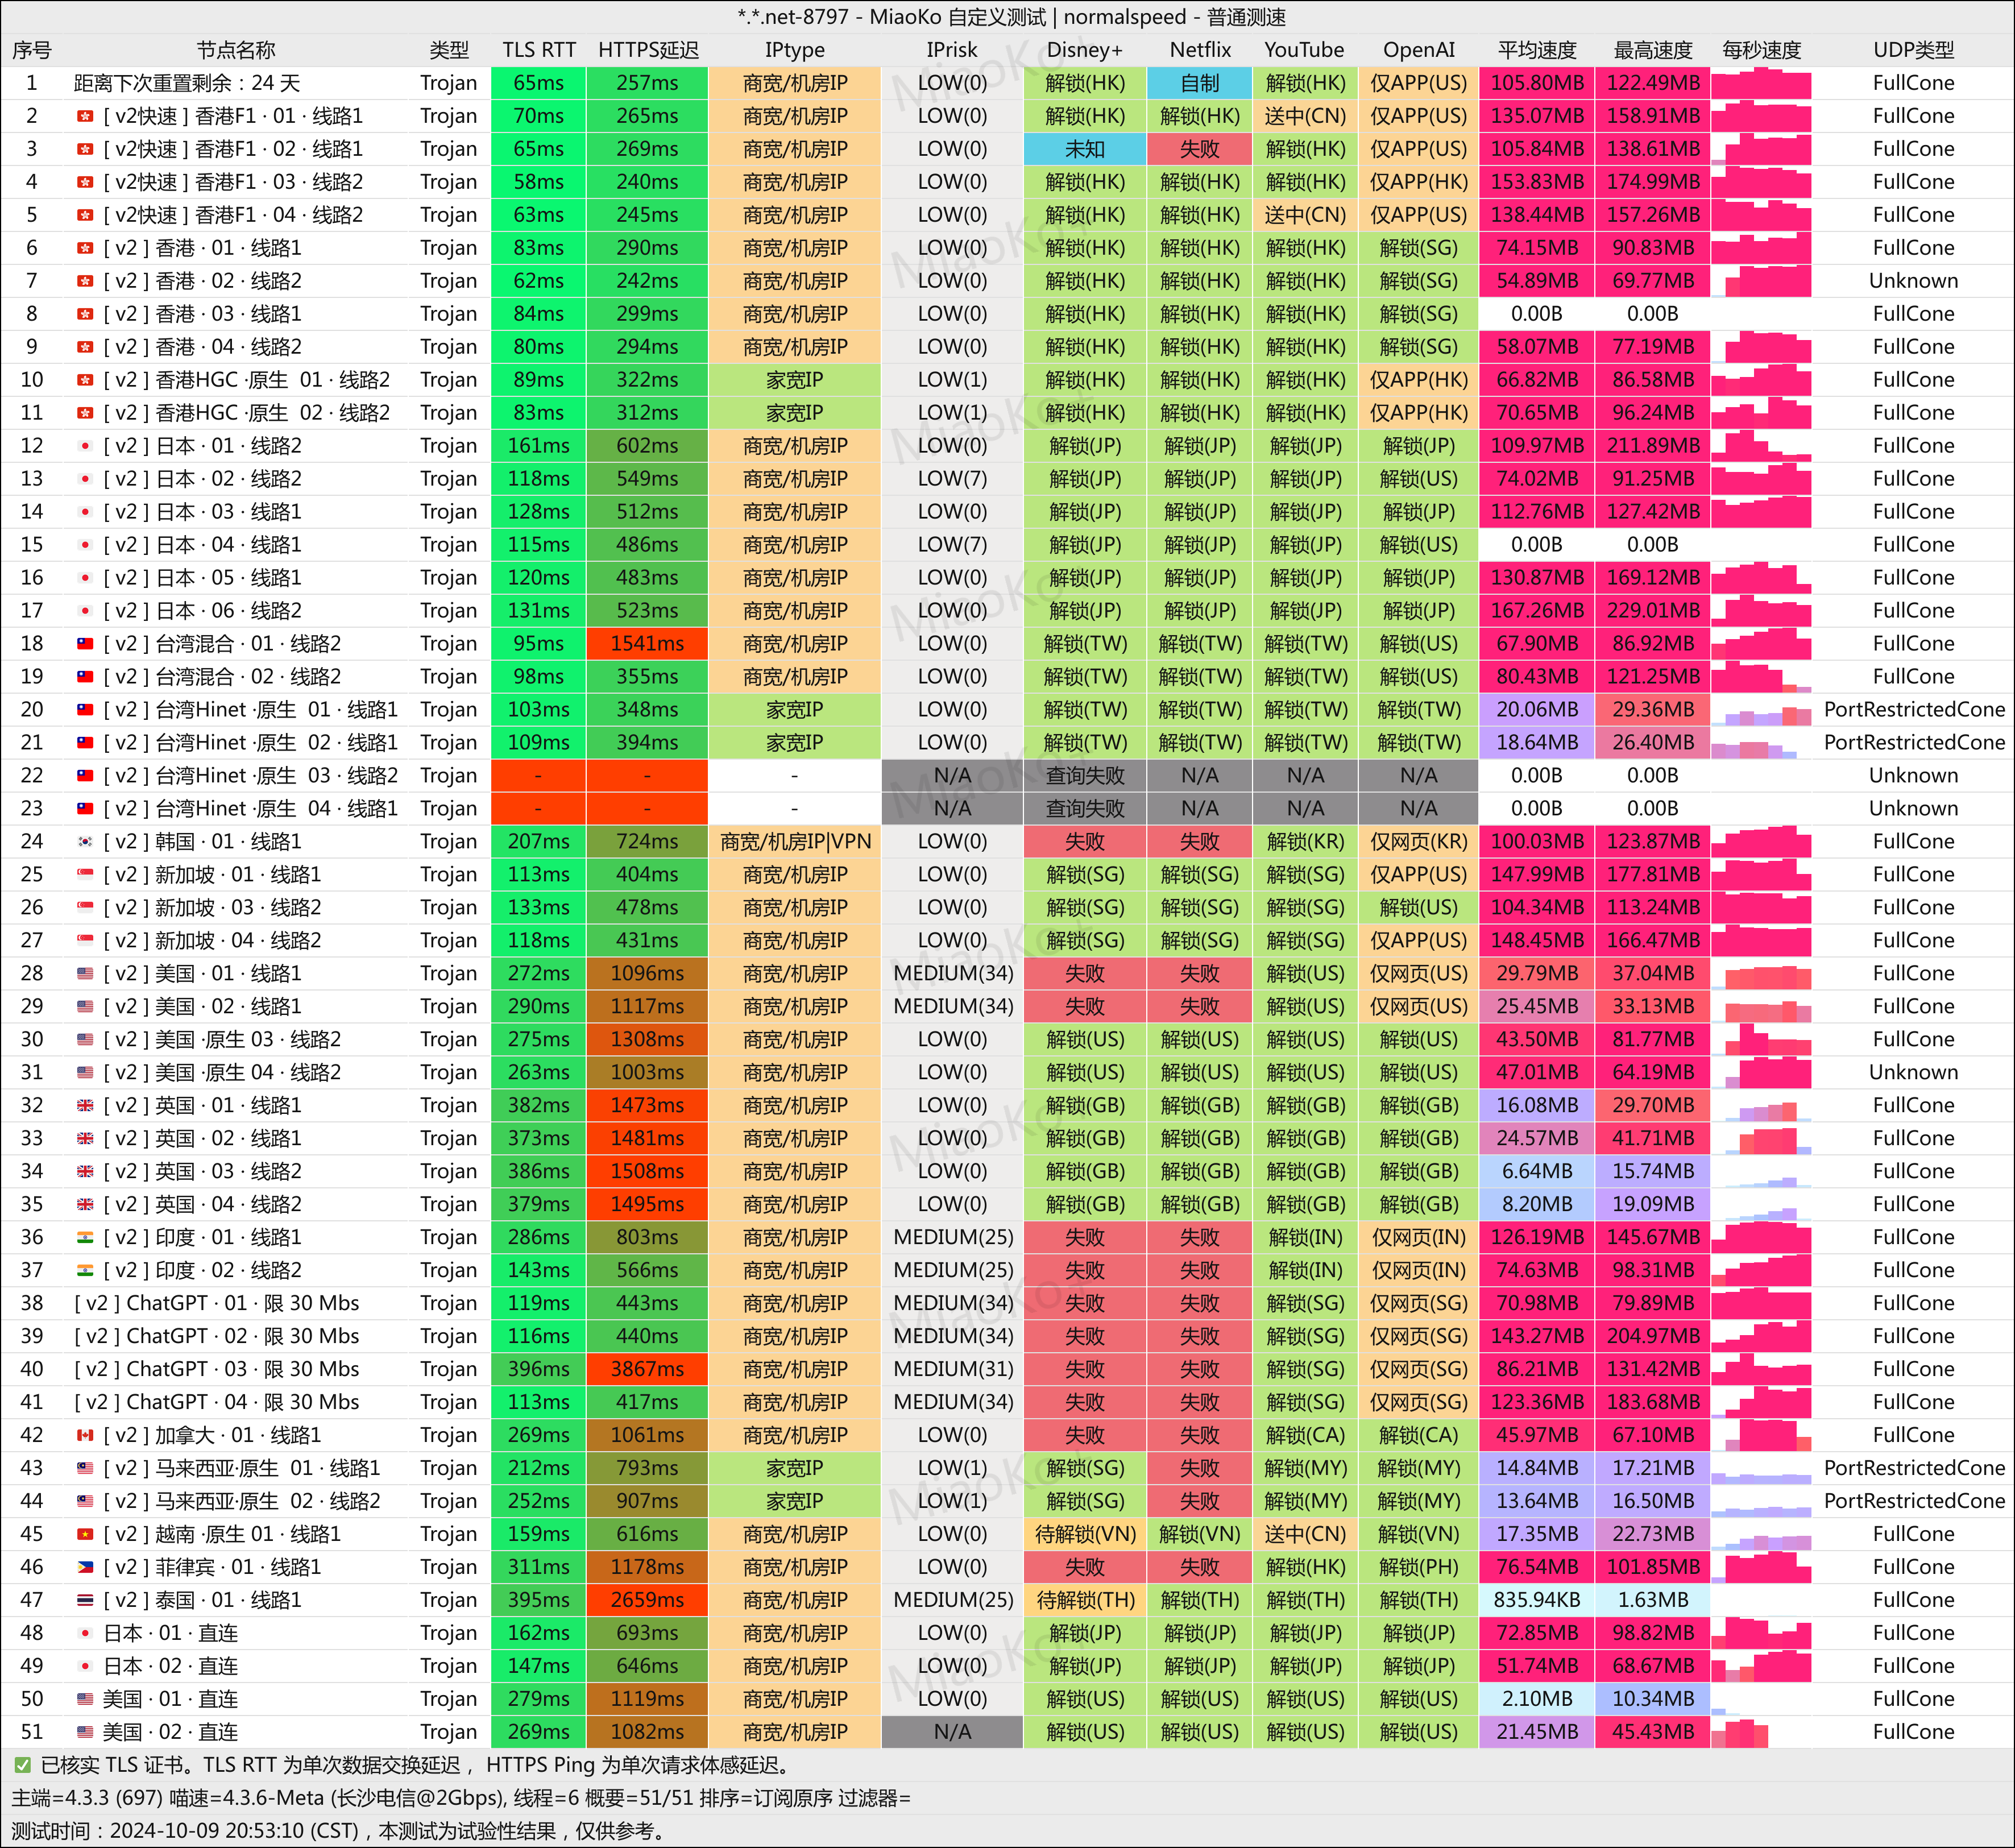 *.*.net-8797 - MiaoKo 自定义测试 | normalspeed - 普通测速
序号 节点名称 类型 TLS RTT HTTPS延迟 IPtype IPrisk Disney+ Netflix YouTube OpenAI 平均速度 最高速度 每秒速度 UDP类型
1 距离下次重置剩余：24 天 Trojan 65ms 257ms 商宽/机房IP LOW(0) 解锁(HK) 自制 解锁(HK) 仅APP(US) 105.80MB 122.49MB FullCone
2 [ v2快速 ] 香港F1 · 01 · 线路1 Trojan 70ms 265ms 商宽/机房IP LOW(0) 解锁(HK) 解锁(HK) 送中(CN) 仅APP(US) 135.07MB 158.91MB FullCone
3 [ v2快速 ] 香港F1 · 02 · 线路1 Trojan 65ms 269ms 商宽/机房IP LOW(0) 未知 失败 解锁(HK) 仅APP(US) 105.84MB 138.61MB FullCone
4 [ v2快速 ] 香港F1 · 03 · 线路2 Trojan 58ms 240ms 商宽/机房IP LOW(0) 解锁(HK) 解锁(HK) 解锁(HK) 仅APP(HK) 153.83MB 174.99MB FullCone
5 [ v2快速 ] 香港F1 · 04 · 线路2 Trojan 63ms 245ms 商宽/机房IP LOW(0) 解锁(HK) 解锁(HK) 送中(CN) 仅APP(US) 138.44MB 157.26MB FullCone
6 [ v2 ] 香港 · 01 · 线路1 Trojan 83ms 290ms 商宽/机房IP LOW(0) 解锁(HK) 解锁(HK) 解锁(HK) 解锁(SG) 74.15MB 90.83MB FullCone
7 [ v2 ] 香港 · 02 · 线路2 Trojan 62ms 242ms 商宽/机房IP LOW(0) 解锁(HK) 解锁(HK) 解锁(HK) 解锁(SG) 54.89MB 69.77MB Unknown
8 [ v2 ] 香港 · 03 · 线路1 Trojan 84ms 299ms 商宽/机房IP LOW(0) 解锁(HK) 解锁(HK) 解锁(HK) 解锁(SG) 0.00B 0.00B FullCone
9 [ v2 ] 香港 · 04 · 线路2 Trojan 80ms 294ms 商宽/机房IP LOW(0) 解锁(HK) 解锁(HK) 解锁(HK) 解锁(SG) 58.07MB 77.19MB FullCone
10 [ v2 ] 香港HGC ·原生 01 · 线路2 Trojan 89ms 322ms 家宽IP LOW(1) 解锁(HK) 解锁(HK) 解锁(HK) 仅APP(HK) 66.82MB 86.58MB FullCone
11 [ v2 ] 香港HGC ·原生 02 · 线路2 Trojan 83ms 312ms 家宽IP LOW(1) 解锁(HK) 解锁(HK) 解锁(HK) 仅APP(HK) 70.65MB 96.24MB FullCone
12 [ v2 ] 日本 · 01 · 线路2 Trojan 161ms 602ms 商宽/机房IP LOW(0) 解锁(JP) 解锁(JP) 解锁(JP) 解锁(JP) 109.97MB 211.89MB FullCone
13 [ v2 ] 日本 · 02 · 线路2 Trojan 118ms 549ms 商宽/机房IP LOW(7) 解锁(JP) 解锁(JP) 解锁(JP) 解锁(US) 74.02MB 91.25MB FullCone
14 [ v2 ] 日本 · 03 · 线路1 Trojan 128ms 512ms 商宽/机房IP LOW(0) 解锁(JP) 解锁(JP) 解锁(JP) 解锁(JP) 112.76MB 127.42MB FullCone
15 [ v2 ] 日本 · 04 · 线路1 Trojan 115ms 486ms 商宽/机房IP LOW(7) 解锁(JP) 解锁(JP) 解锁(JP) 解锁(US) 0.00B 0.00B FullCone
16 [ v2 ] 日本 · 05 · 线路1 Trojan 120ms 483ms 商宽/机房IP LOW(0) 解锁(JP) 解锁(JP) 解锁(JP) 解锁(JP) 130.87MB 169.12MB FullCone
17 [ v2 ] 日本 · 06 · 线路2 Trojan 131ms 523ms 商宽/机房IP LOW(0) 解锁(JP) 解锁(JP) 解锁(JP) 解锁(JP) 167.26MB 229.01MB FullCone
18 [ v2 ] 台湾混合 · 01 · 线路2 Trojan 95ms 1541ms 商宽/机房IP LOW(0) 解锁(TW) 解锁(TW) 解锁(TW) 解锁(US) 67.90MB 86.92MB FullCone
19 [ v2 ] 台湾混合 · 02 · 线路2 Trojan 98ms 355ms 商宽/机房IP LOW(0) 解锁(TW) 解锁(TW) 解锁(TW) 解锁(US) 80.43MB 121.25MB FullCone
20 [ v2 ] 台湾Hinet ·原生 01 · 线路1 Trojan 103ms 348ms 家宽IP LOW(0) 解锁(TW) 解锁(TW) 解锁(TW) 解锁(TW) 20.06MB 29.36MB PortRestrictedCone
21 [ v2 ] 台湾Hinet ·原生 02 · 线路1 Trojan 109ms 394ms 家宽IP LOW(0) 解锁(TW) 解锁(TW) 解锁(TW) 解锁(TW) 18.64MB 26.40MB PortRestrictedCone
22 [ v2 ] 台湾Hinet ·原生 03 · 线路2 Trojan - - - N/A 查询失败 N/A N/A N/A 0.00B 0.00B Unknown
23 [ v2 ] 台湾Hinet ·原生 04 · 线路1 Trojan - - - N/A 查询失败 N/A N/A N/A 0.00B 0.00B Unknown
24 [ v2 ] 韩国 · 01 · 线路1 Trojan 207ms 724ms 商宽/机房IP|VPN LOW(0) 失败 失败 解锁(KR) 仅网页(KR) 100.03MB 123.87MB FullCone
25 [ v2 ] 新加坡 · 01 · 线路1 Trojan 113ms 404ms 商宽/机房IP LOW(0) 解锁(SG) 解锁(SG) 解锁(SG) 仅APP(US) 147.99MB 177.81MB FullCone
26 [ v2 ] 新加坡 · 03 · 线路2 Trojan 133ms 478ms 商宽/机房IP LOW(0) 解锁(SG) 解锁(SG) 解锁(SG) 解锁(US) 104.34MB 113.24MB FullCone
27 [ v2 ] 新加坡 · 04 · 线路2 Trojan 118ms 431ms 商宽/机房IP LOW(0) 解锁(SG) 解锁(SG) 解锁(SG) 仅APP(US) 148.45MB 166.47MB FullCone
28 [ v2 ] 美国 · 01 · 线路1 Trojan 272ms 1096ms 商宽/机房IP MEDIUM(34) 失败 失败 解锁(US) 仅网页(US) 29.79MB 37.04MB FullCone
29 [ v2 ] 美国 · 02 · 线路1 Trojan 290ms 1117ms 商宽/机房IP MEDIUM(34) 失败 失败 解锁(US) 仅网页(US) 25.45MB 33.13MB FullCone
30 [ v2 ] 美国 ·原生 03 · 线路2 Trojan 275ms 1308ms 商宽/机房IP LOW(0) 解锁(US) 解锁(US) 解锁(US) 解锁(US) 43.50MB 81.77MB FullCone
31 [ v2 ] 美国 ·原生 04 · 线路2 Trojan 263ms 1003ms 商宽/机房IP LOW(0) 解锁(US) 解锁(US) 解锁(US) 解锁(US) 47.01MB 64.19MB Unknown
32 [ v2 ] 英国 · 01 · 线路1 Trojan 382ms 1473ms 商宽/机房IP LOW(0) 解锁(GB) 解锁(GB) 解锁(GB) 解锁(GB) 16.08MB 29.70MB FullCone
33 [ v2 ] 英国 · 02 · 线路1 Trojan 373ms 1481ms 商宽/机房IP LOW(0) 解锁(GB) 解锁(GB) 解锁(GB) 解锁(GB) 24.57MB 41.71MB FullCone
34 [ v2 ] 英国 · 03 · 线路2 Trojan 386ms 1508ms 商宽/机房IP LOW(0) 解锁(GB) 解锁(GB) 解锁(GB) 解锁(GB) 6.64MB 15.74MB FullCone
35 [ v2 ] 英国 · 04 · 线路2 Trojan 379ms 1495ms 商宽/机房IP LOW(0) 解锁(GB) 解锁(GB) 解锁(GB) 解锁(GB) 8.20MB 19.09MB FullCone
36 [ v2 ] 印度 · 01 · 线路1 Trojan 286ms 803ms 商宽/机房IP MEDIUM(25) 失败 失败 解锁(IN) 仅网页(IN) 126.19MB 145.67MB FullCone
37 [ v2 ] 印度 · 02 · 线路2 Trojan 143ms 566ms 商宽/机房IP MEDIUM(25) 失败 失败 解锁(IN) 仅网页(IN) 74.63MB 98.31MB FullCone
38 [ v2 ] ChatGPT · 01 · 限 30 Mbs Trojan 119ms 443ms 商宽/机房IP MEDIUM(34) 失败 失败 解锁(SG) 仅网页(SG) 70.98MB 79.89MB FullCone
39 [ v2 ] ChatGPT · 02 · 限 30 Mbs Trojan 116ms 440ms 商宽/机房IP MEDIUM(34) 失败 失败 解锁(SG) 仅网页(SG) 143.27MB 204.97MB FullCone
40 [ v2 ] ChatGPT · 03 · 限 30 Mbs Trojan 396ms 3867ms 商宽/机房IP MEDIUM(31) 失败 失败 解锁(SG) 仅网页(SG) 86.21MB 131.42MB FullCone
41 [ v2 ] ChatGPT · 04 · 限 30 Mbs Trojan 113ms 417ms 商宽/机房IP MEDIUM(34) 失败 失败 解锁(SG) 仅网页(SG) 123.36MB 183.68MB FullCone
42 [ v2 ] 加拿大 · 01 · 线路1 Trojan 269ms 1061ms 商宽/机房IP LOW(0) 失败 失败 解锁(CA) 解锁(CA) 45.97MB 67.10MB FullCone
43 [ v2 ] 马来西亚·原生 01 · 线路1 Trojan 212ms 793ms 家宽IP LOW(1) 解锁(SG) 失败 解锁(MY) 解锁(MY) 14.84MB 17.21MB PortRestrictedCone
44 [ v2 ] 马来西亚·原生 02 · 线路2 Trojan 252ms 907ms 家宽IP LOW(1) 解锁(SG) 失败 解锁(MY) 解锁(MY) 13.64MB 16.50MB PortRestrictedCone
45 [ v2 ] 越南 ·原生 01 · 线路1 Trojan 159ms 616ms 商宽/机房IP LOW(0) 待解锁(VN) 解锁(VN) 送中(CN) 解锁(VN) 17.35MB 22.73MB FullCone
46 [ v2 ] 菲律宾 · 01 · 线路1 Trojan 311ms 1178ms 商宽/机房IP LOW(0) 失败 失败 解锁(HK) 解锁(PH) 76.54MB 101.85MB FullCone
47 [ v2 ] 泰国 · 01 · 线路1 Trojan 395ms 2659ms 商宽/机房IP MEDIUM(25) 待解锁(TH) 解锁(TH) 解锁(TH) 解锁(TH) 835.94KB 1.63MB FullCone
48 日本 · 01 · 直连 Trojan 162ms 693ms 商宽/机房IP LOW(0) 解锁(JP) 解锁(JP) 解锁(JP) 解锁(JP) 72.85MB 98.82MB FullCone
49 日本 · 02 · 直连 Trojan 147ms 646ms 商宽/机房IP LOW(0) 解锁(JP) 解锁(JP) 解锁(JP) 解锁(JP) 51.74MB 68.67MB FullCone
50 美国 · 01 · 直连 Trojan 279ms 1119ms 商宽/机房IP LOW(0) 解锁(US) 解锁(US) 解锁(US) 解锁(US) 2.10MB 10.34MB FullCone
51 美国 · 02 · 直连 Trojan 269ms 1082ms 商宽/机房IP N/A 解锁(US) 解锁(US) 解锁(US) 解锁(US) 21.45MB 45.43MB FullCone
✅ 已核实 TLS 证书。TLS RTT 为单次数据交换延迟， HTTPS Ping 为单次请求体感延迟。
主端=4.3.3 (697) 喵速=4.3.6-Meta (长沙电信@2Gbps), 线程=6 概要=51/51 排序=订阅原序 过滤器=
测试时间：2024-10-09 20:53:10 (CST)，本测试为试验性结果，仅供参考。